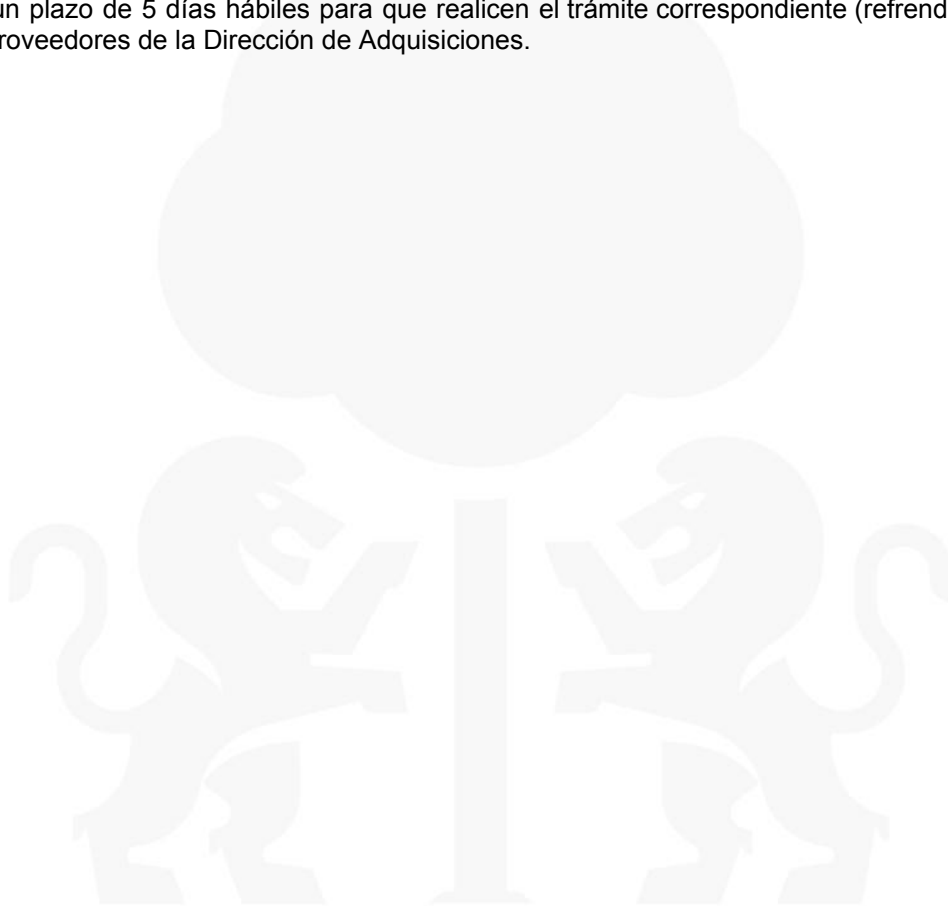 un plazo de 5 días hábiles para que realicen el trámite correspondiente (refrend
roveedores de la Dirección de Adquisiciones.